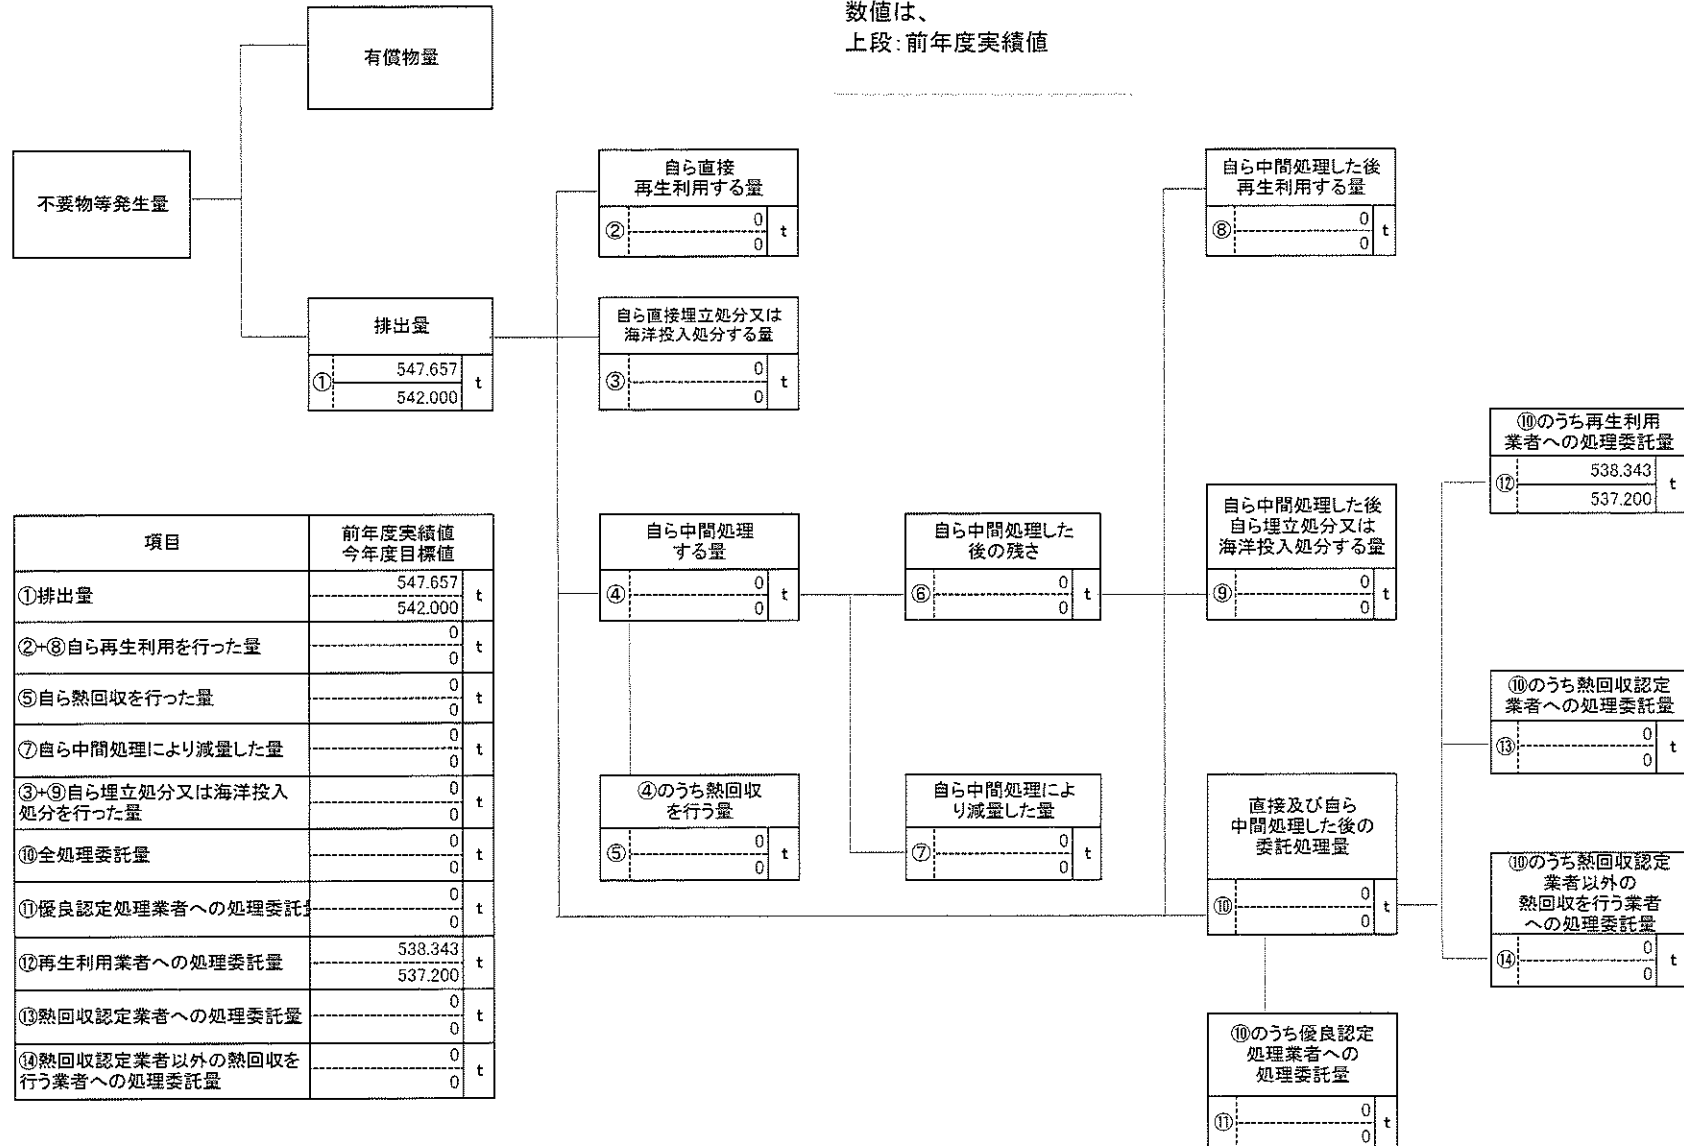 数値は、
上段:前年度実績値
有償物量
不要物等発生量
排出量
① 547.657 t
542.000
自ら直接
再生利用する量
② 0 t
0
自ら直接埋立処分又は
海洋投入処分する量
③ 0 t
0
自ら中間処理
する量
④ 0 t
0
④のうち熱回収
を行う量
⑤ 0 t
0
自ら中間処理した
後の残さ
⑥ 0 t
0
自ら中間処理によ
り減量した量
⑦ 0 t
0
自ら中間処理した後
再生利用する量
⑧ 0 t
0
自ら中間処理した後
自ら埋立処分又は
海洋投入処分する量
⑨ 0 t
0
直接及び自ら
中間処理した後の
委託処理量
⑩ 0 t
0
⑩のうち優良認定
処理業者への
処理委託量
⑪ 0 t
0
⑩のうち再生利用
業者への処理委託量
⑫ 538.343 t
537.200
⑩のうち熱回収認定
業者への処理委託量
⑬ 0 t
0
⑩のうち熱回収認定
業者以外の
熱回収を行う業者
への処理委託量
⑭ 0 t
0
項目
前年度実績値
今年度目標値
①排出量 547.657 t
542.000
②+⑧自ら再生利用を行った量 0 t
0
⑤自ら熱回収を行った量 0 t
0
⑦自ら中間処理により減量した量 0 t
0
③+⑨自ら埋立処分又は海洋投入
処分を行った量 0 t
0
⑩全処理委託量 0 t
0
⑪優良認定処理業者への処理委託 0 t
0
⑫再生利用業者への処理委託量 538.343 t
537.200
⑬熱回収認定業者への処理委託量 0 t
0
⑭熱回収認定業者以外の熱回収を
行う業者への処理委託量 0 t
0